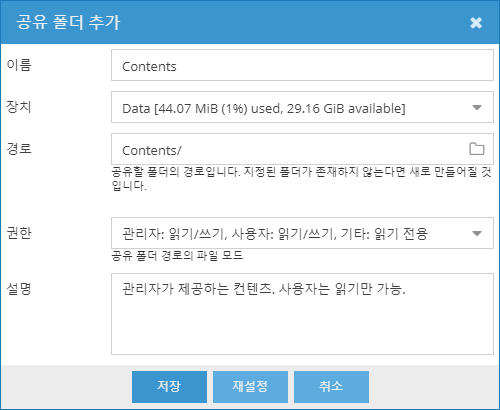 공유 폴더 추가
이름
Contents
장치
Data [44.07 MiB (1%) used, 29.16 GiB available]
경로
Contents/
공유할 폴더의 경로입니다. 지정된 폴더가 존재하지 않는다면 새로 만들어질 것
입니다.
권한
관리자: 읽기/쓰기, 사용자: 읽기/쓰기, 기타: 읽기 전용
공유 폴더 경로의 파일 모드
설명
관리자가 제공하는 컨텐츠. 사용자는 읽기만 가능.
저장
재설정
취소